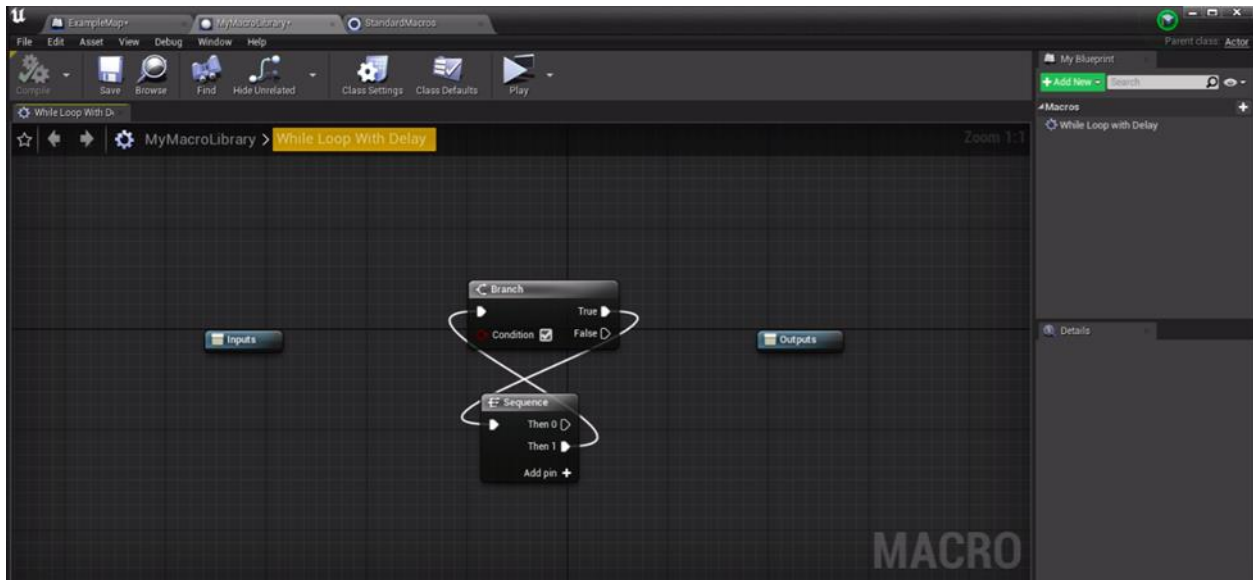 ExampleMap*
MyMacroLibrary*
StandardMacros
File Edit Asset View Debug Window Help
Parent class: Actor
Compile
Save
Browse
Find
Hide Unrelated
Class Settings
Class Defaults
Play
My Blueprint
+ Add New
Search
Macros
While Loop with Delay
While Loop With De
MyMacroLibrary > While Loop With Delay
Zoom 1:1
Branch
True
Condition
False
Inputs
Outputs
Sequence
Then 0
Then 1
Add pin +
Details
MACRO